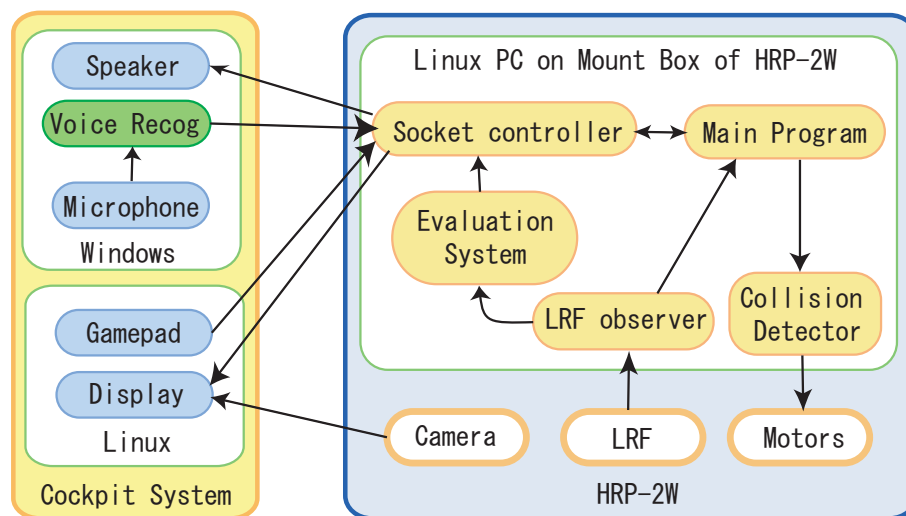 Speaker
Voice Recog
Microphone
Windows
Gamepad
Display
Linux
Cockpit System
Linux PC on Mount Box of HRP-2W
Socket controller
Main Program
Evaluation
System
LRF observer
Collision
Detector
Camera
LRF
Motors
HRP-2W